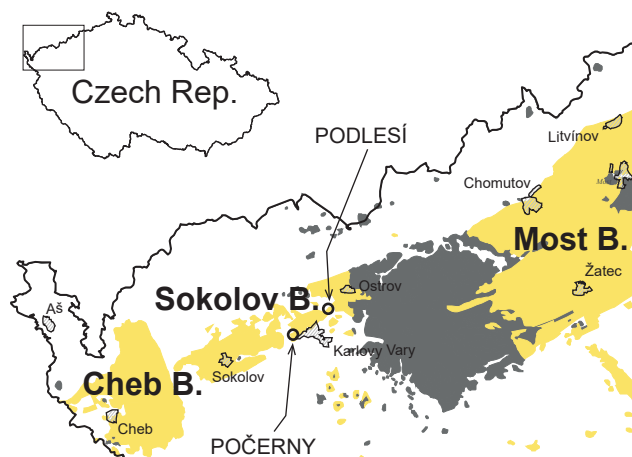 Czech Rep.
PODLESÍ
Litvínov
Chomutov
Most B.
Žatec
Sokolov B.
Ostrov
Aš
Karlovy Vary
Sokolov
Cheb B.
Cheb
POČERNY